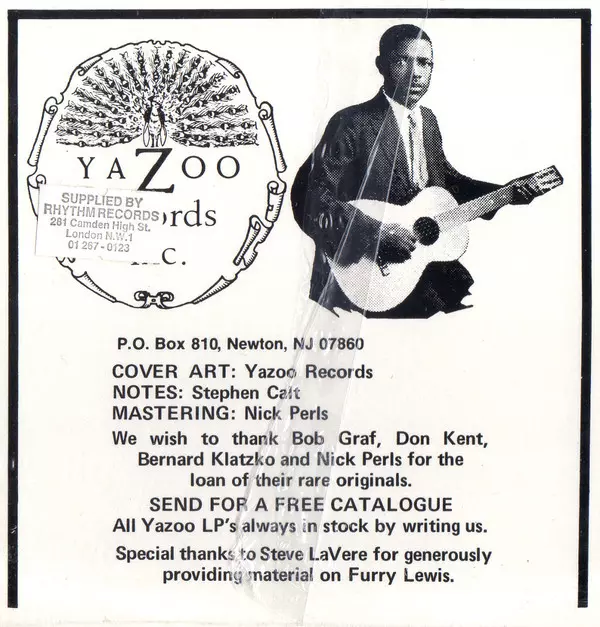 YAZOO
SUPPLIED BY
RHYTHM RECORDS
281 Camden High St.
London N.W.1
01 267-0123
ords
C.
P.O. Box 810, Newton, NJ 07860
COVER ART: Yazoo Records
NOTES: Stephen Calt
MASTERING: Nick Perls
We wish to thank Bob Graf, Don Kent,
Bernard Klatzko and Nick Perls for the
loan of their rare originals.
SEND FOR A FREE CATALOGUE
All Yazoo LP's always in stock by writing us.
Special thanks to Steve LaVere for generously
providing material on Furry Lewis.